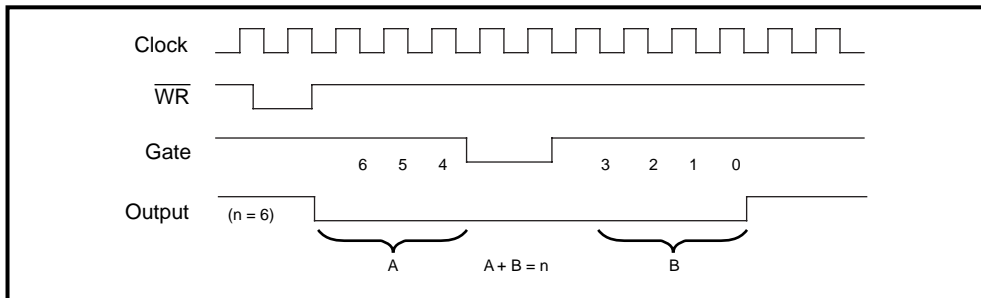 Clock
WR
Gate
6 5 4 3 2 1 0
Output (n = 6)
A A + B = n B